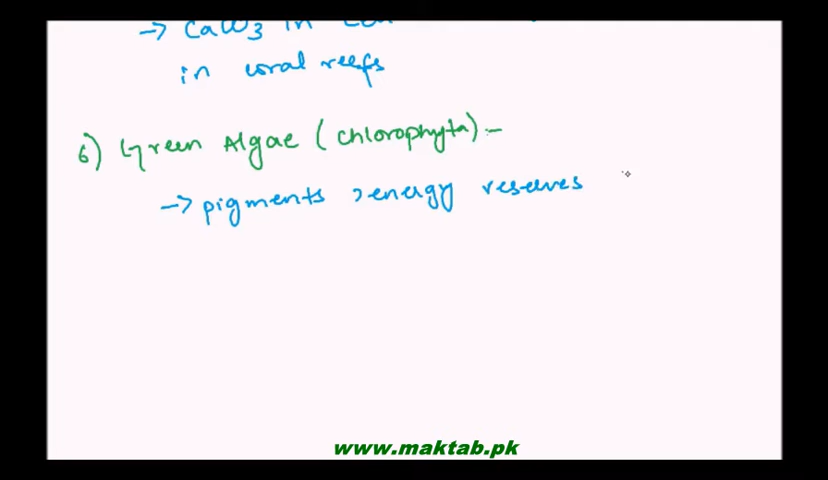 → CaCO3 in
in coral reefs
6) Green Algae (chlorophyta) :-
→ pigments , energy reserves
www.maktab.pk